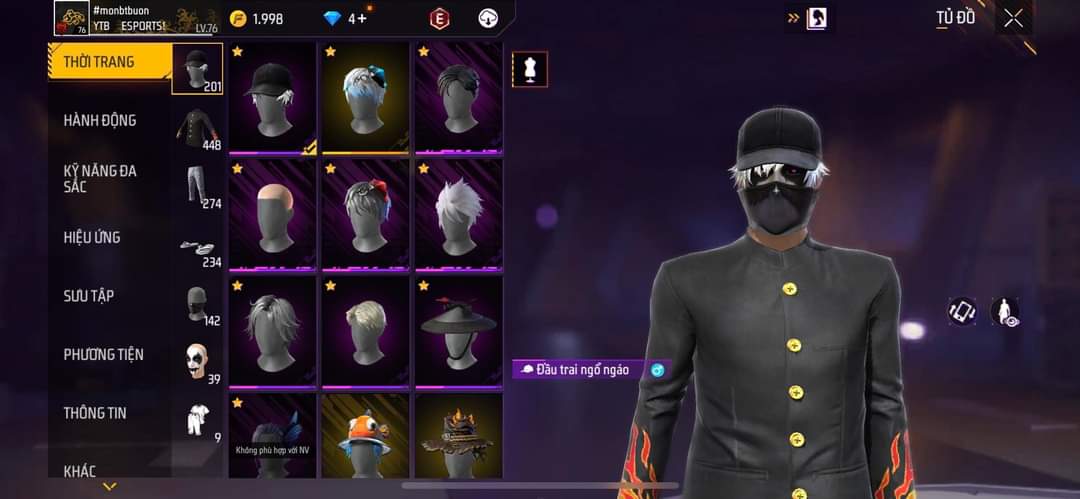 #monbtbuon
YTB ESPORTS!
76
LV.76
F
1.998
4+
E
TỦ ĐỒ
THỜI TRANG
HÀNH ĐỘNG
KỸ NĂNG ĐA
SẮC
HIỆU ỨNG
SƯU TẬP
PHƯƠNG TIỆN
THÔNG TIN
KHÁC
201
448
274
234
142
39
9
Không phù hợp với NV
Đầu trai ngổ ngáo